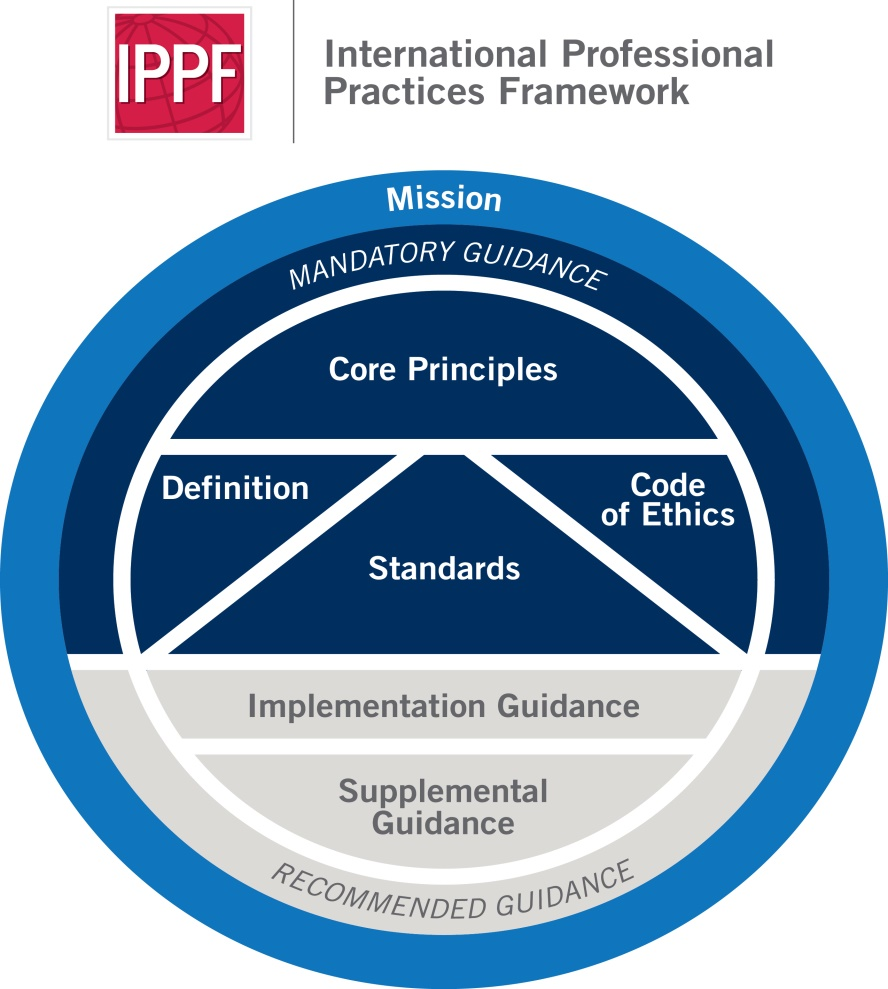 IPPF
International Professional
Practices Framework
Mission
MANDATORY GUIDANCE
Core Principles
Definition
Code
of Ethics
Standards
Implementation Guidance
Supplemental
Guidance
RECOMMENDED GUIDANCE